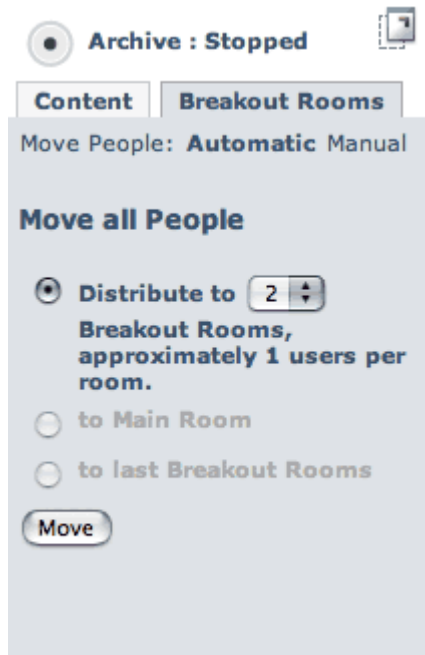 Archive : Stopped
Content Breakout Rooms
Move People: Automatic Manual
Move all People
Distribute to 2
Breakout Rooms,
approximately 1 users per
room.
to Main Room
to last Breakout Rooms
Move